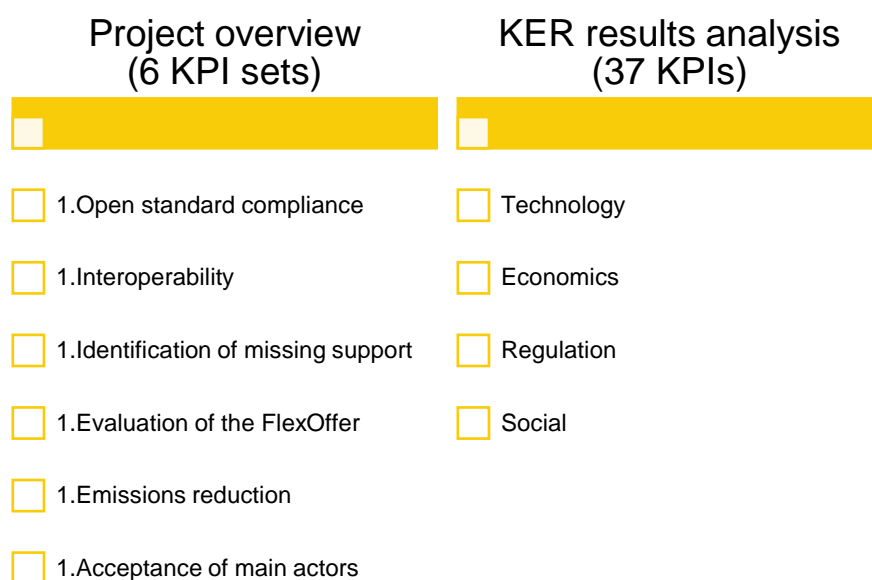 Project overview
(6 KPI sets)
1.Open standard compliance
1.Interoperability
1.Identification of missing support
1.Evaluation of the FlexOffer
1.Emissions reduction
1.Acceptance of main actors
KER results analysis
(37 KPIs)
Technology
Economics
Regulation
Social